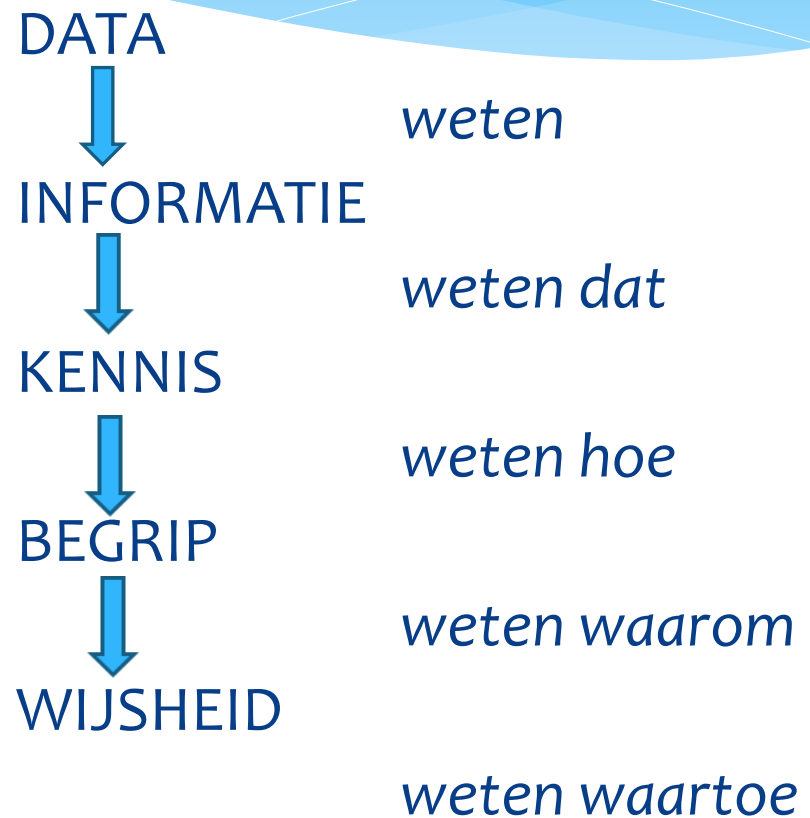 DATA
weten
INFORMATIE
weten dat
KENNIS
weten hoe
BEGRIP
weten waarom
WIJSHEID
weten waartoe